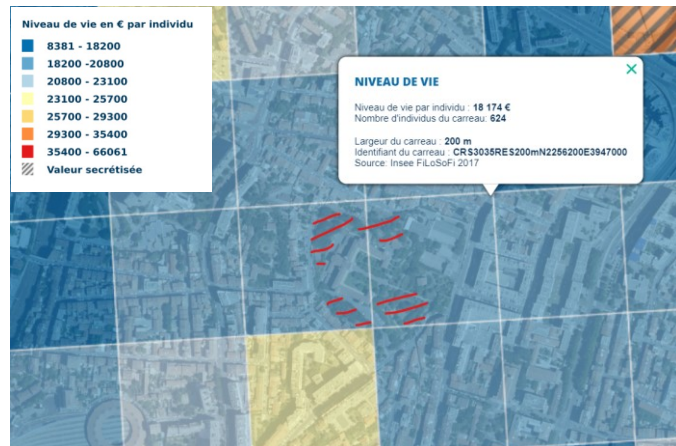 Niveau de vie en € par individu
8381 - 18200
18200 -20800
20800 - 23100
23100 - 25700
25700 - 29300
29300 - 35400
35400 - 66061
Valeur secrétisée
NIVEAU DE VIE
Niveau de vie par individu : 18 174 €
Nombre d'individus du carreau: 624
Largeur du carreau : 200 m
Identifiant du carreau : CRS3035RES200mN2256200E3947000
Source: Insee FiLoSoFi 2017